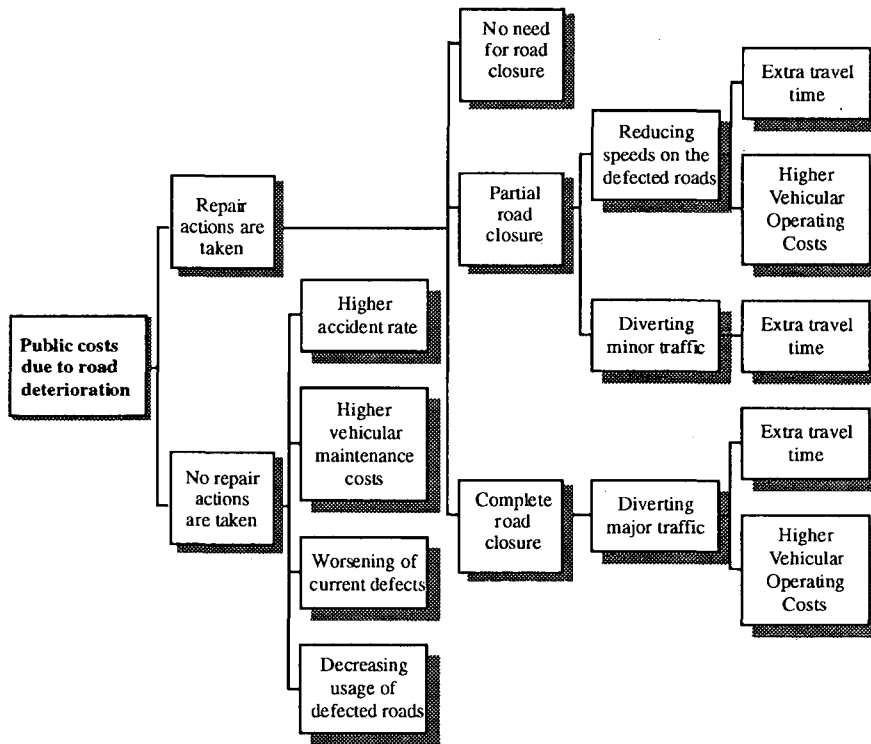 Public costs
due to road
deterioration
Repair
actions are
taken
No repair
actions
are taken
Higher
accident rate
Higher
vehicular
maintenance
costs
Worsening of
current defects
Decreasing
usage of
defected roads
No need
for road
closure
Partial
road
closure
Complete
road
closure
Reducing
speeds on the
defected roads
Diverting
minor traffic
Diverting
major traffic
Extra travel
time
Higher
Vehicular
Operating
Costs
Extra travel
time
Extra travel
time
Higher
Vehicular
Operating
Costs